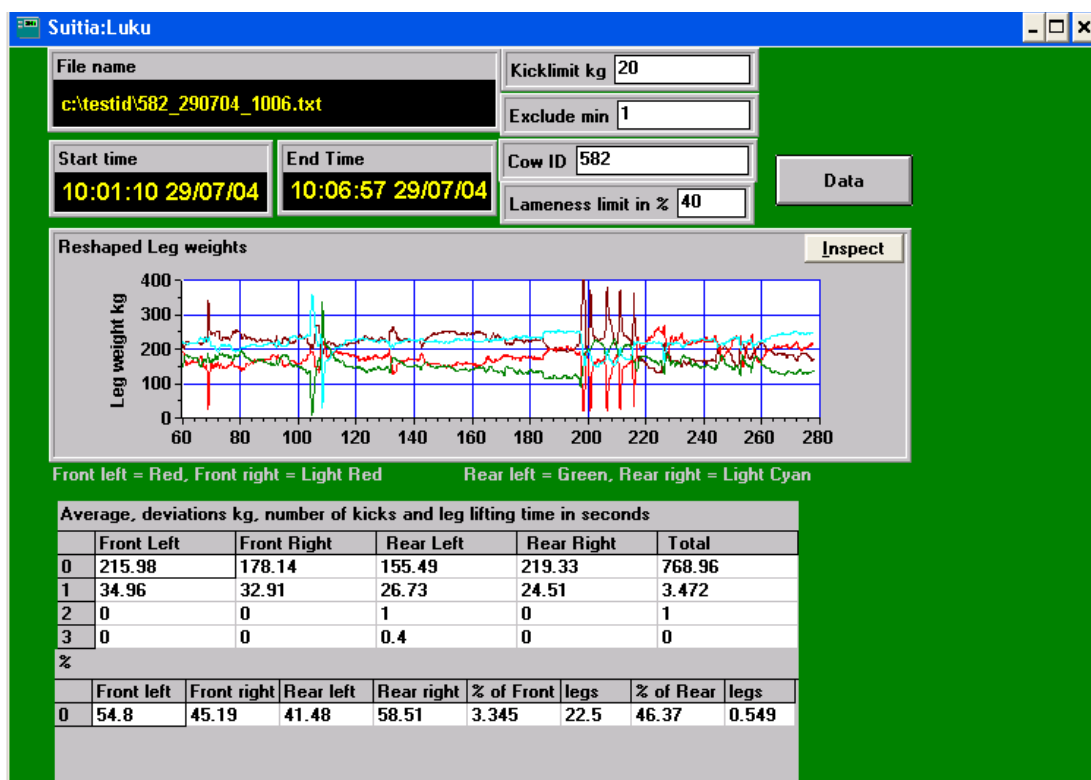 Suitia:Luku
File name
c:\testid\582_290704_1006.txt
Kicklimit kg 20
Exclude min 1
Start time
10:01:10 29/07/04
End Time
10:06:57 29/07/04
Cow ID 582
Lameness limit in % 40
Data
Reshaped Leg weights
Inspect
Leg weight kg
400
300
200
100
0
60 80 100 120 140 160 180 200 220 240 260 280
Front left = Red, Front right = Light Red Rear left = Green, Rear right = Light Cyan
Average, deviations kg, number of kicks and leg lifting time in seconds
Front Left Front Right Rear Left Rear Right Total
0 215.98 178.14 155.49 219.33 768.96
1 34.96 32.91 26.73 24.51 3.472
2 0 0 1 0 1
3 0 0 0.4 0 0
%
Front left Front right Rear left Rear right % of Front legs % of Rear legs
0 54.8 45.19 41.48 58.51 3.345 22.5 46.37 0.549